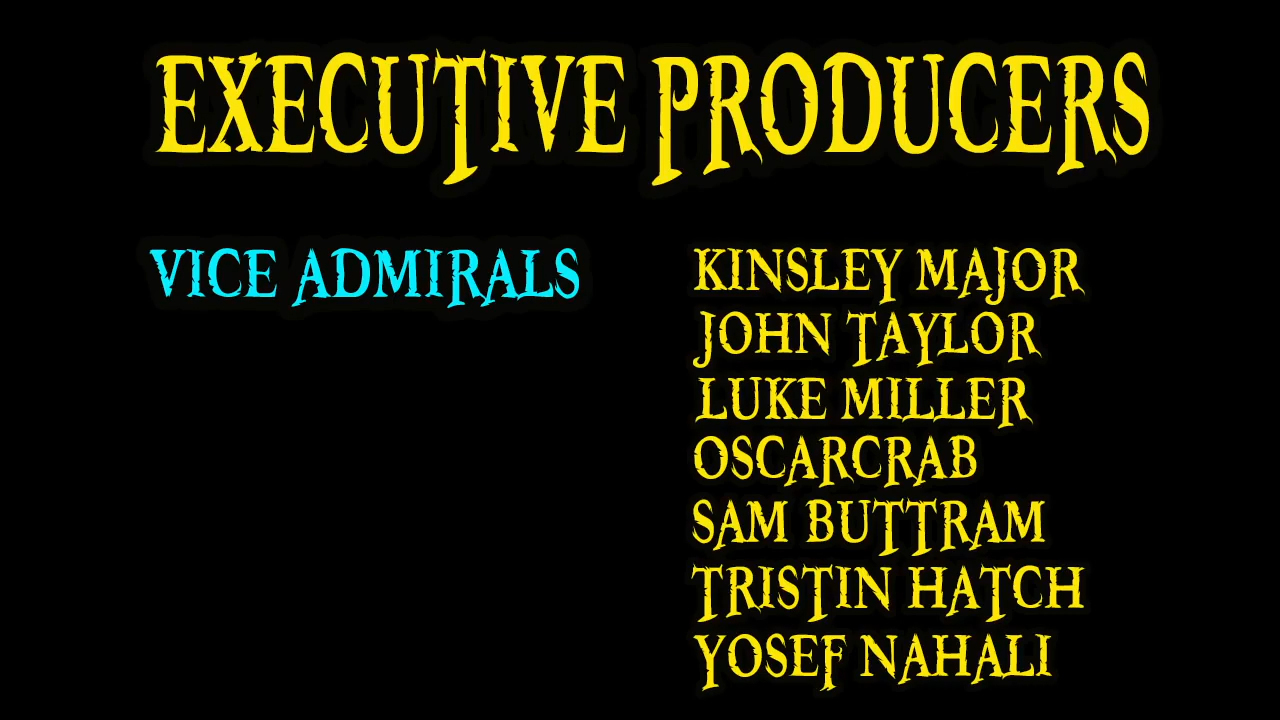 EXECUTIVE PRODUCERS
VICE ADMIRALS
KINSLEY MAJOR
JOHN TAYLOR
LUKE MILLER
OSCARCRAB
SAM BUTTRAM
TRISTIN HATCH
YOSEF NAHALI